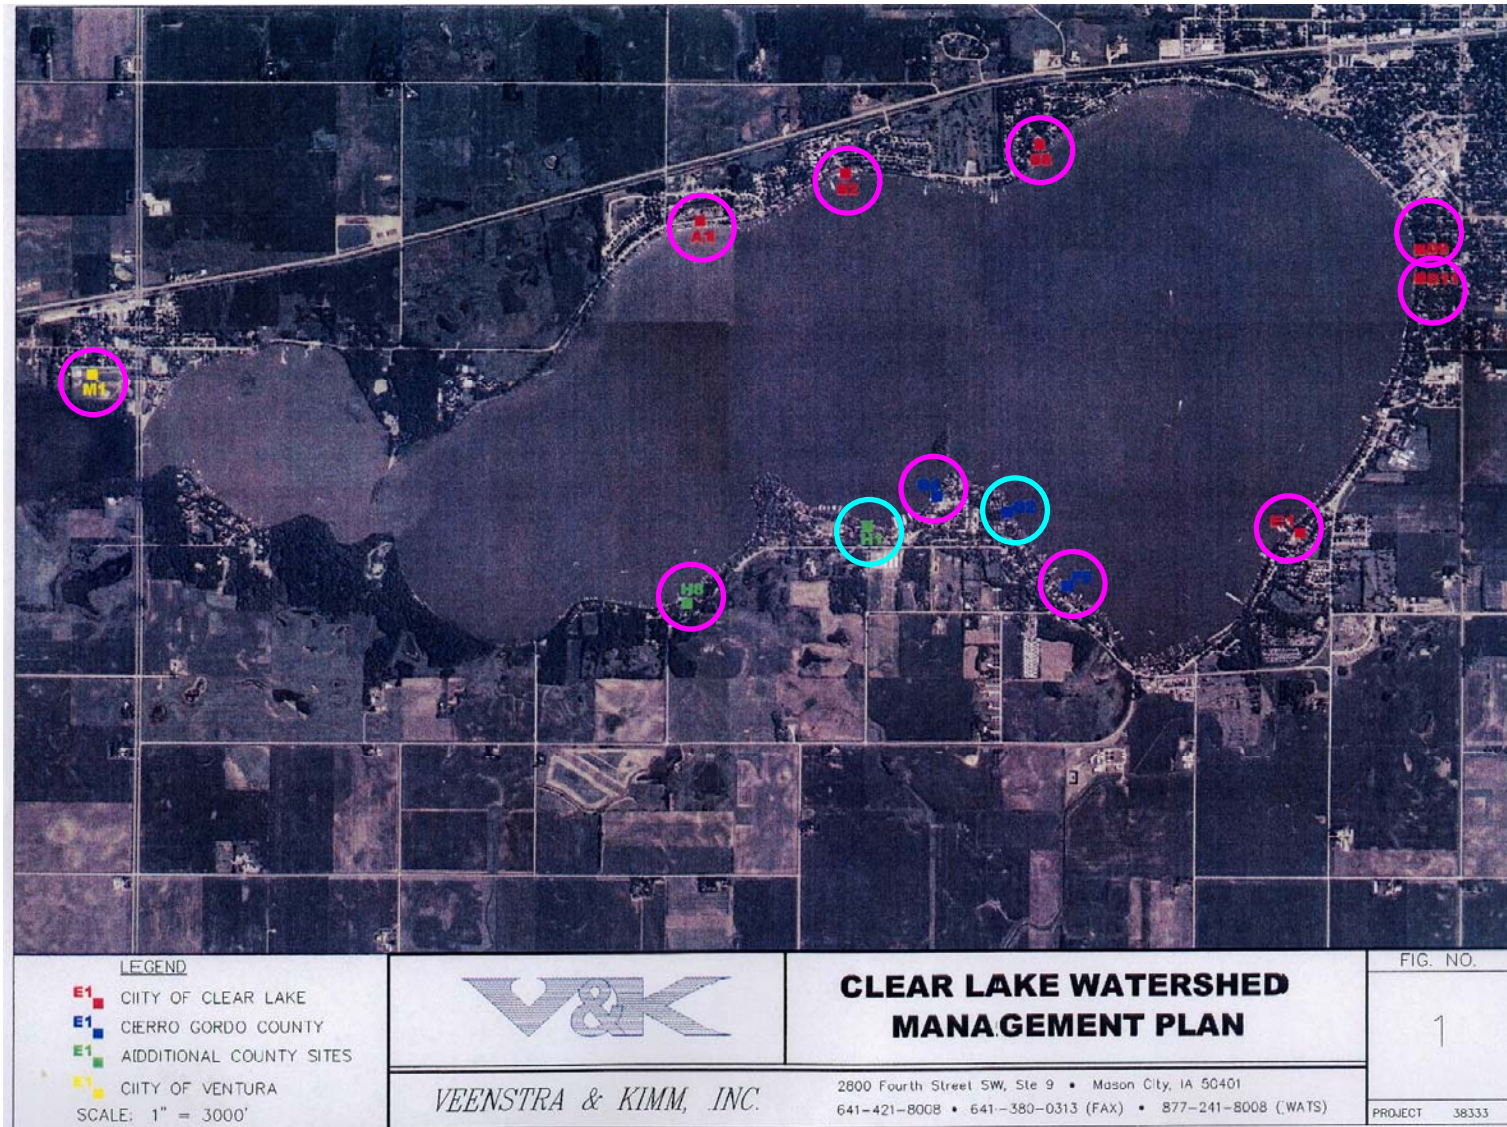 A1
M1
H8
H1
E1
LEGEND
E1 CIITY OF CLEAR LAKE
E1 CIERRO GORDO COUNTY
E1 AIDDITIONAL COUNTY SITES
E1 CIITY OF VENTURA
SCALE: 1" = 3000'
V&K
VEENSTRA & KIMM, INC.
CLEAR LAKE WATERSHED
MANAGEMENT PLAN
2800 Fourth Street SW, Ste 9 • Mason City, IA 50401
641-421-8008 • 641-380-0313 (FAX) • 877-241-8008 (WATS)
FIG. NO.
1
PROJECT 38333